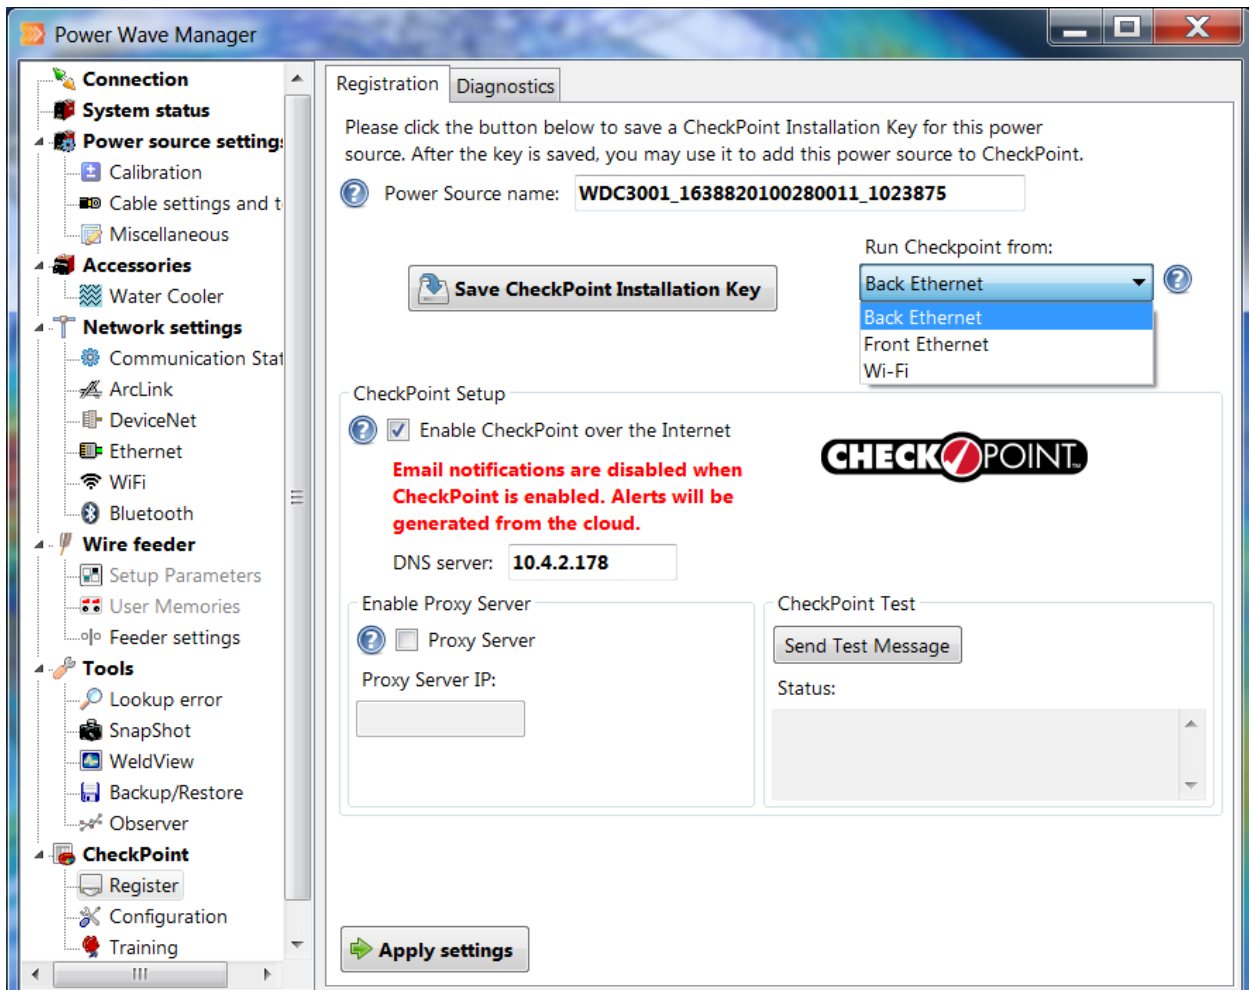 Power Wave Manager
Connection
System status
Power source setting
Calibration
Cable settings and t
Miscellaneous
Accessories
Water Cooler
Network settings
Communication Stat
ArcLink
DeviceNet
Ethernet
WiFi
Bluetooth
Wire feeder
Setup Parameters
User Memories
Feeder settings
Tools
Lookup error
SnapShot
WeldView
Backup/Restore
Observer
CheckPoint
Register
Configuration
Training
Registration
Diagnostics
Please click the button below to save a CheckPoint Installation Key for this power
source. After the key is saved, you may use it to add this power source to CheckPoint.
Power Source name: WDC3001_1638820100280011_1023875
Run Checkpoint from:
Save CheckPoint Installation Key
Back Ethernet
Back Ethernet
Front Ethernet
Wi-Fi
CheckPoint Setup
Enable CheckPoint over the Internet
CHECKPOINT
Email notifications are disabled when
CheckPoint is enabled. Alerts will be
generated from the cloud.
DNS server: 10.4.2.178
Enable Proxy Server
Proxy Server
Proxy Server IP:
CheckPoint Test
Send Test Message
Status:
Apply settings